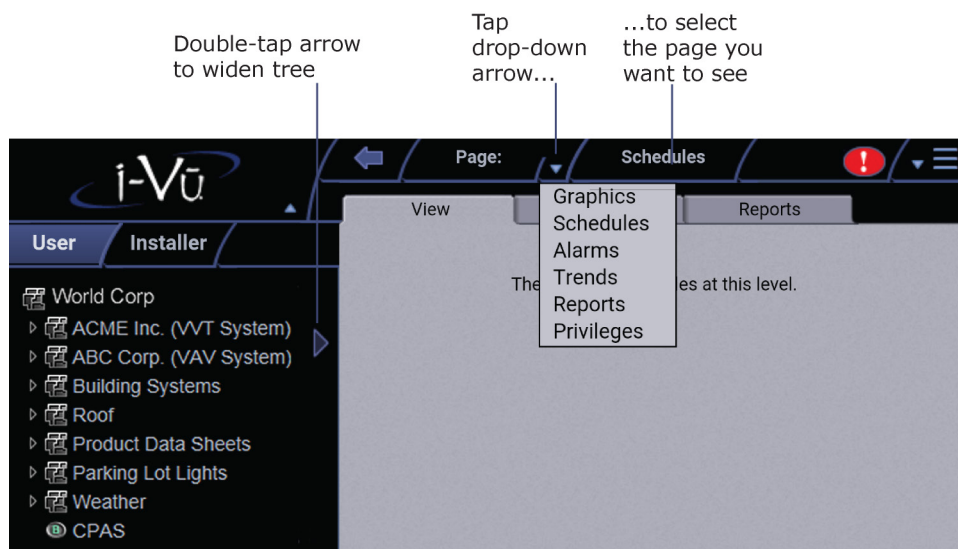 Double-tap arrow
to widen tree
Tap
drop-down
arrow...
...to select
the page you
want to see
i-Vū
Page:
Schedules
!
View
Reports
Graphics
Schedules
Alarms
Trends
Reports
Privileges
The
les at this level.
User
Installer
World Corp
ACME Inc. (VVT System)
ABC Corp. (VAV System)
Building Systems
Roof
Product Data Sheets
Parking Lot Lights
Weather
B CPAS